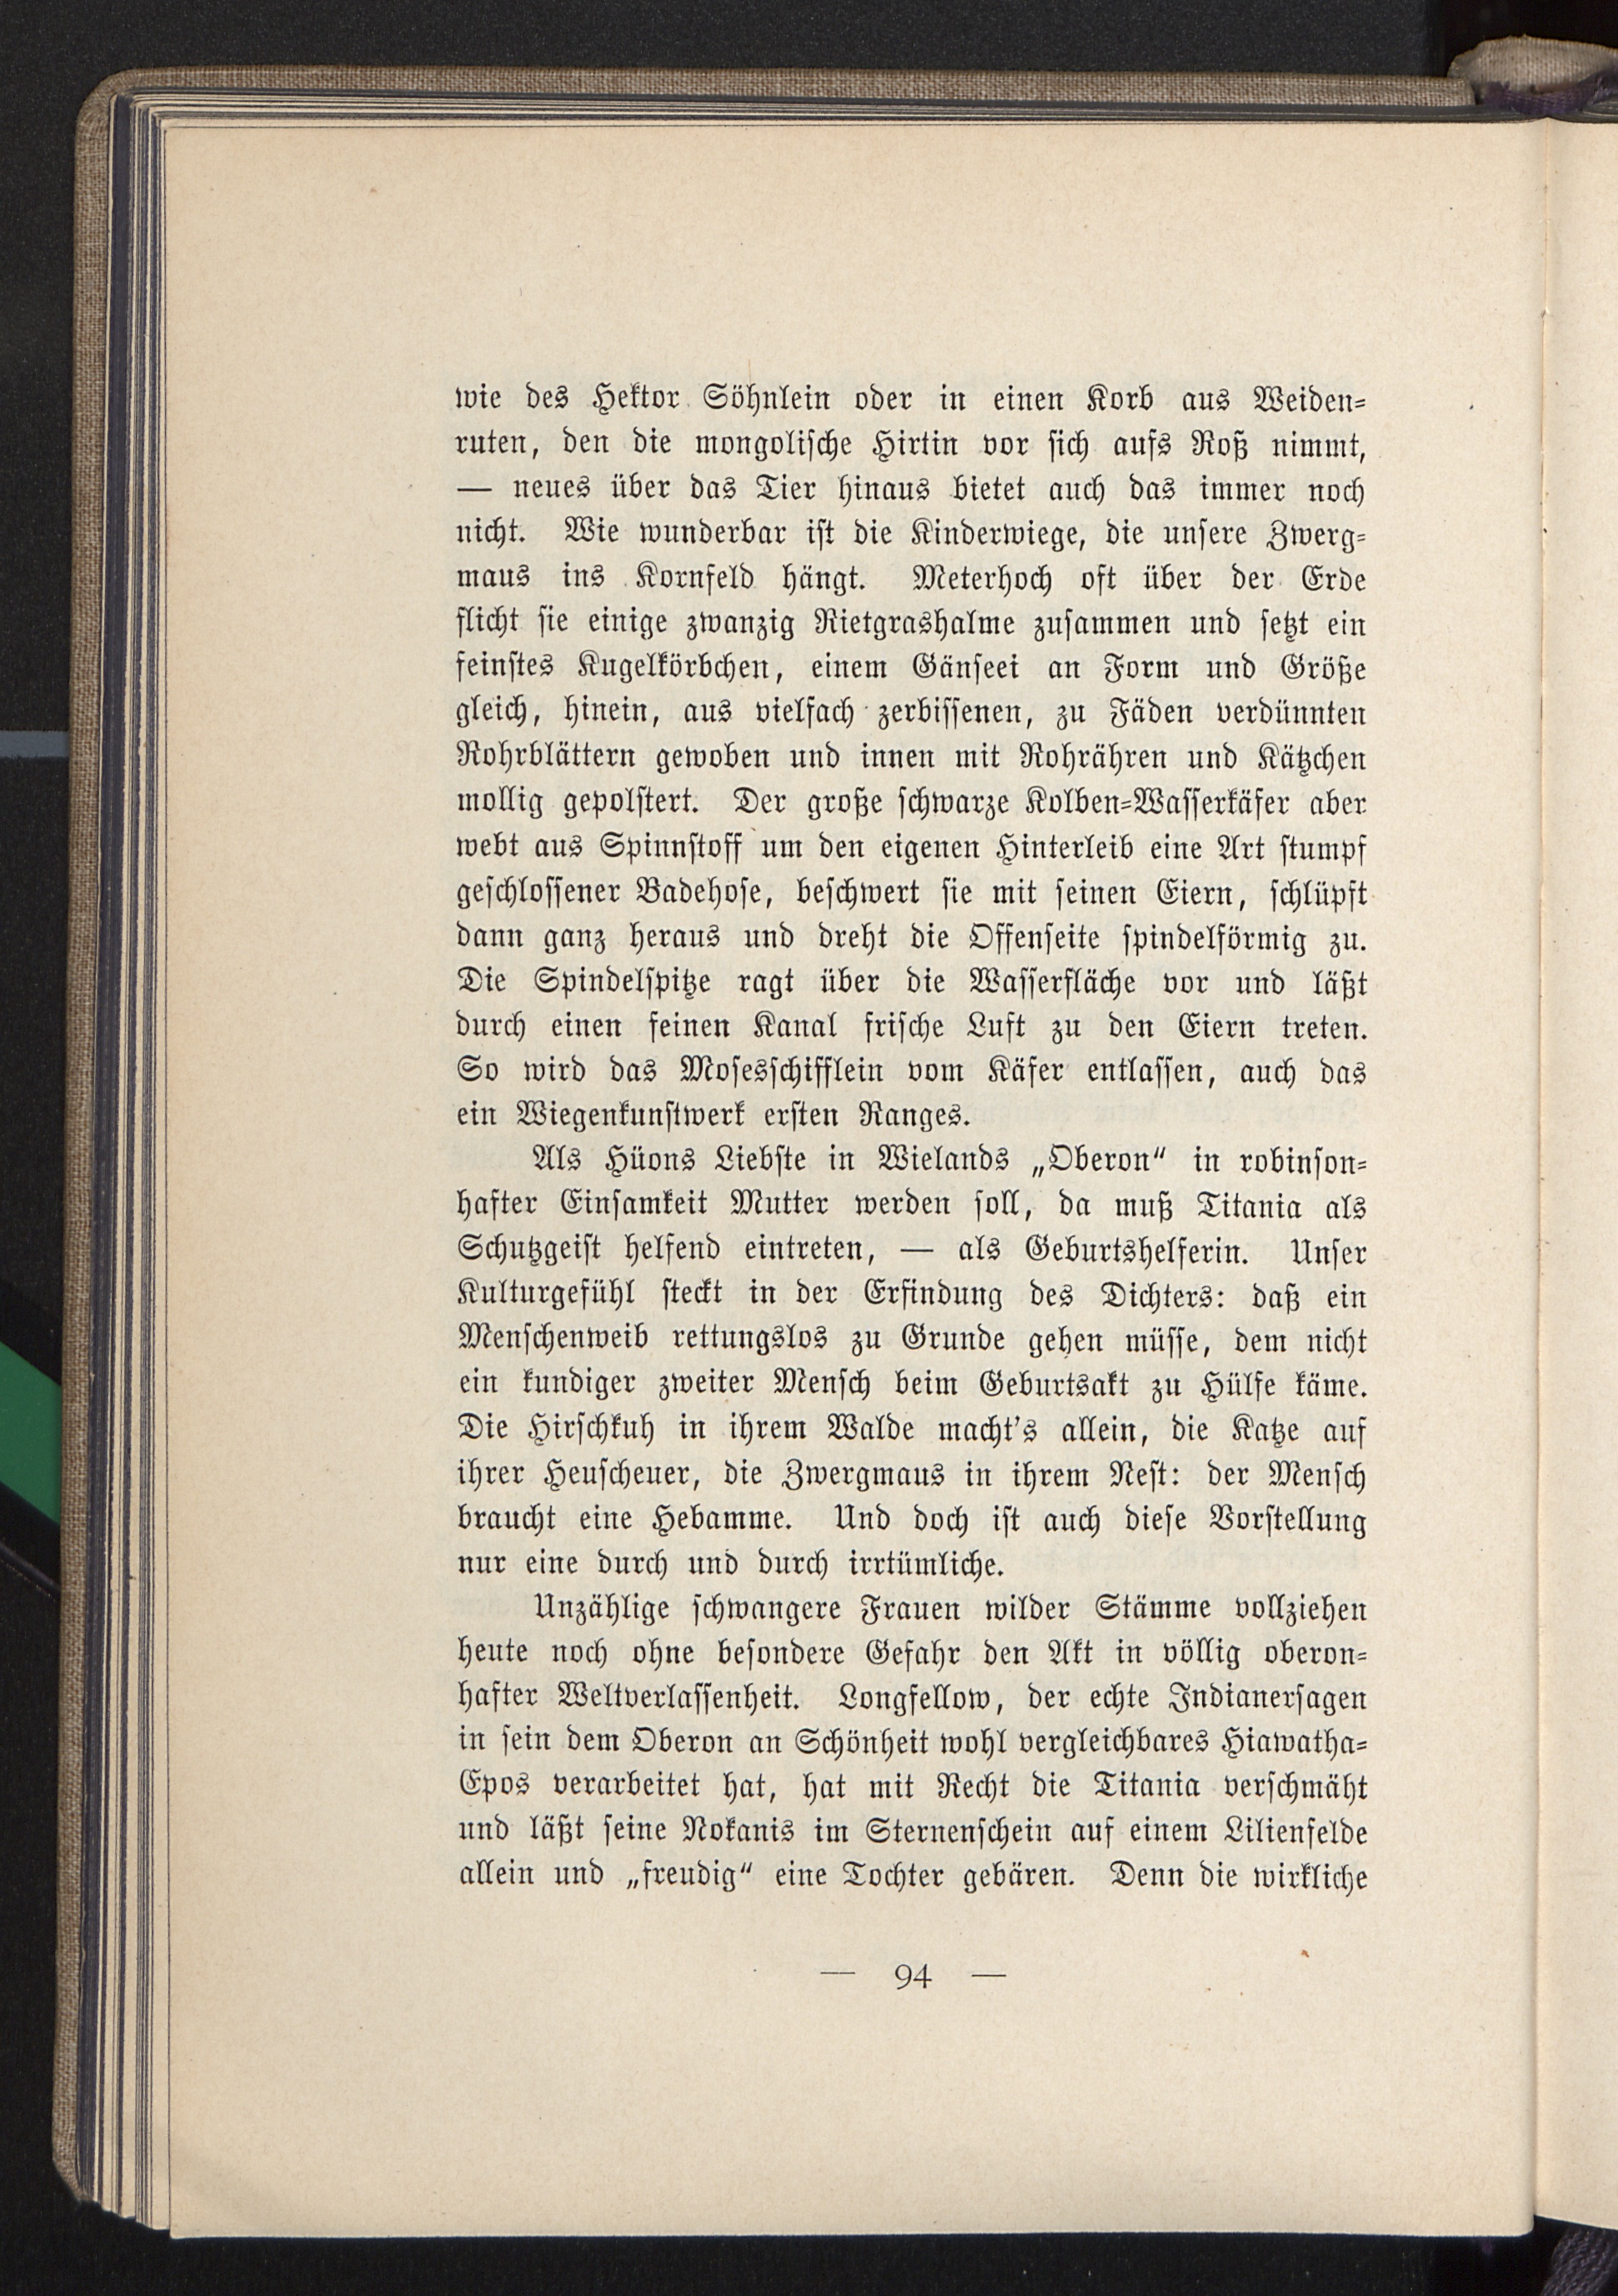 wie des Hektor Söhnlein oder in einen Korb aus Weiden-
ruten, den die mongolische Hirtin vor sich aufs Roß nimmt,
— neues über das Tier hinaus bietet auch das immer noch
nicht. Wie wunderbar ist die Kinderwiege, die unsere Zwerg-
maus ins Kornfeld hängt. Meterhoch oft über der Erde
flicht sie einige zwanzig Rietgrashalme zusammen und setzt ein
feinstes Kugelkörbchen, einem Gänseei an Form und Größe
gleich, hinein, aus vielfach zerbissenen, zu Fäden verdünnten
Rohrblättern gewoben und innen mit Rohrähren und Kätzchen
mollig gepolstert. Der große schwarze Kolben-Wasserkäfer aber
webt aus Spinnstoff um den eigenen Hinterleib eine Art stumpf
geschlossener Badehose, beschwert sie mit seinen Eiern, schlüpft
dann ganz heraus und dreht die Offenseite spindelförmig zu.
Die Spindelspitze ragt über die Wasserfläche vor und läßt
durch einen feinen Kanal frische Luft zu den Eiern treten.
So wird das Mosesschifflein vom Käfer entlassen, auch das
ein Wiegenkunstwerk ersten Ranges.
Als Hüons Liebste in Wielands „Oberon“ in robinson-
hafter Einsamkeit Mutter werden soll, da muß Titania als
Schutzgeist helfend eintreten, — als Geburtshelferin. Unser
Kulturgefühl steckt in der Erfindung des Dichters: daß ein
Menschenweib rettungslos zu Grunde gehen müsse, dem nicht
ein kundiger zweiter Mensch beim Geburtsakt zu Hülfe käme.
Die Hirschkuh in ihrem Walde macht's allein, die Katze auf
ihrer Heuscheuer, die Zwergmaus in ihrem Nest: der Mensch
braucht eine Hebamme. Und doch ist auch diese Vorstellung
nur eine durch und durch irrtümliche.
Unzählige schwangere Frauen wilder Stämme vollziehen
heute noch ohne besondere Gefahr den Akt in völlig oberon-
hafter Weltverlassenheit. Longfellow, der echte Indianersagen
in sein dem Oberon an Schönheit wohl vergleichbares Hiawatha-
Epos verarbeitet hat, hat mit Recht die Titania verschmäht
und läßt seine Nokanis im Sternenschein auf einem Lilienfelde
allein und „freudig“ eine Tochter gebären. Denn die wirkliche
— 94 —